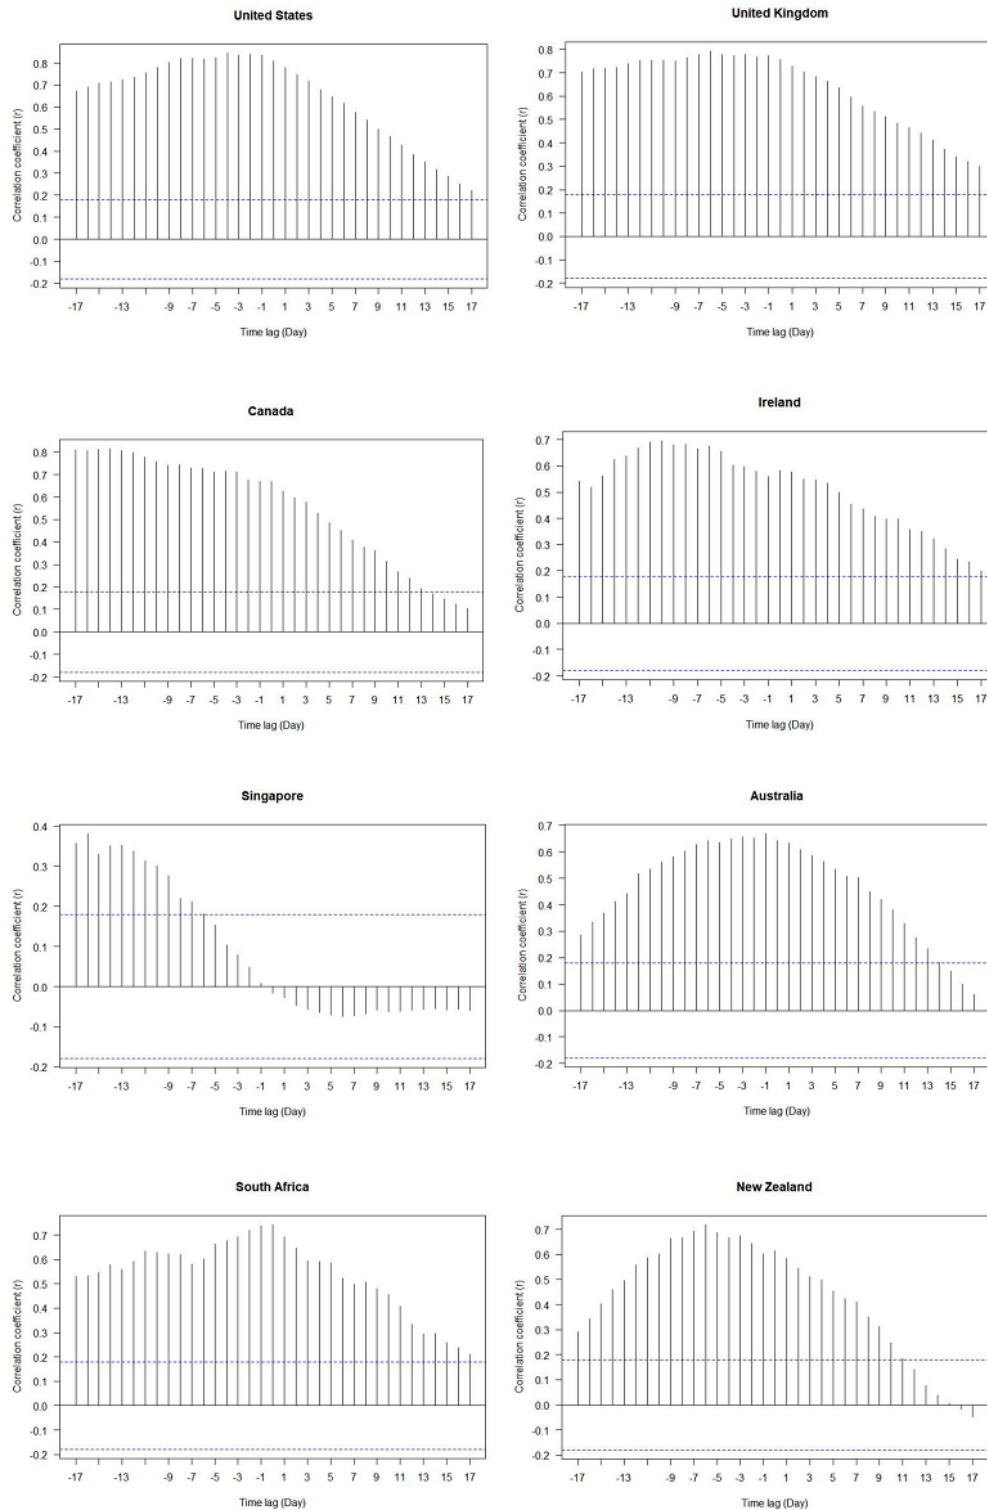 United States
Correlation coefficient (r)
0.8
0.7
0.6
0.5
0.4
0.3
0.2
0.1
0.0
-0.1
-0.2
-17 -13 -9 -7 -5 -3 -1 1 3 5 7 9 11 13 15 17
Time lag (Day)
United Kingdom
Correlation coefficient (r)
0.8
0.7
0.6
0.5
0.4
0.3
0.2
0.1
0.0
-0.1
-0.2
-17 -13 -9 -7 -5 -3 -1 1 3 5 7 9 11 13 15 17
Time lag (Day)
Canada
Correlation coefficient (r)
0.8
0.7
0.6
0.5
0.4
0.3
0.2
0.1
0.0
-0.1
-0.2
-17 -13 -9 -7 -5 -3 -1 1 3 5 7 9 11 13 15 17
Time lag (Day)
Ireland
Correlation coefficient (r)
0.7
0.6
0.5
0.4
0.3
0.2
0.1
0.0
-0.1
-0.2
-17 -13 -9 -7 -5 -3 -1 1 3 5 7 9 11 13 15 17
Time lag (Day)
Singapore
Correlation coefficient (r)
0.4
0.3
0.2
0.1
0.0
-0.1
-0.2
-17 -13 -9 -7 -5 -3 -1 1 3 5 7 9 11 13 15 17
Time lag (Day)
Australia
Correlation coefficient (r)
0.7
0.6
0.5
0.4
0.3
0.2
0.1
0.0
-0.1
-0.2
-17 -13 -9 -7 -5 -3 -1 1 3 5 7 9 11 13 15 17
Time lag (Day)
South Africa
Correlation coefficient (r)
0.7
0.6
0.5
0.4
0.3
0.2
0.1
0.0
-0.1
-0.2
-17 -13 -9 -7 -5 -3 -1 1 3 5 7 9 11 13 15 17
Time lag (Day)
New Zealand
Correlation coefficient (r)
0.7
0.6
0.5
0.4
0.3
0.2
0.1
0.0
-0.1
-0.2
-17 -13 -9 -7 -5 -3 -1 1 3 5 7 9 11 13 15 17
Time lag (Day)